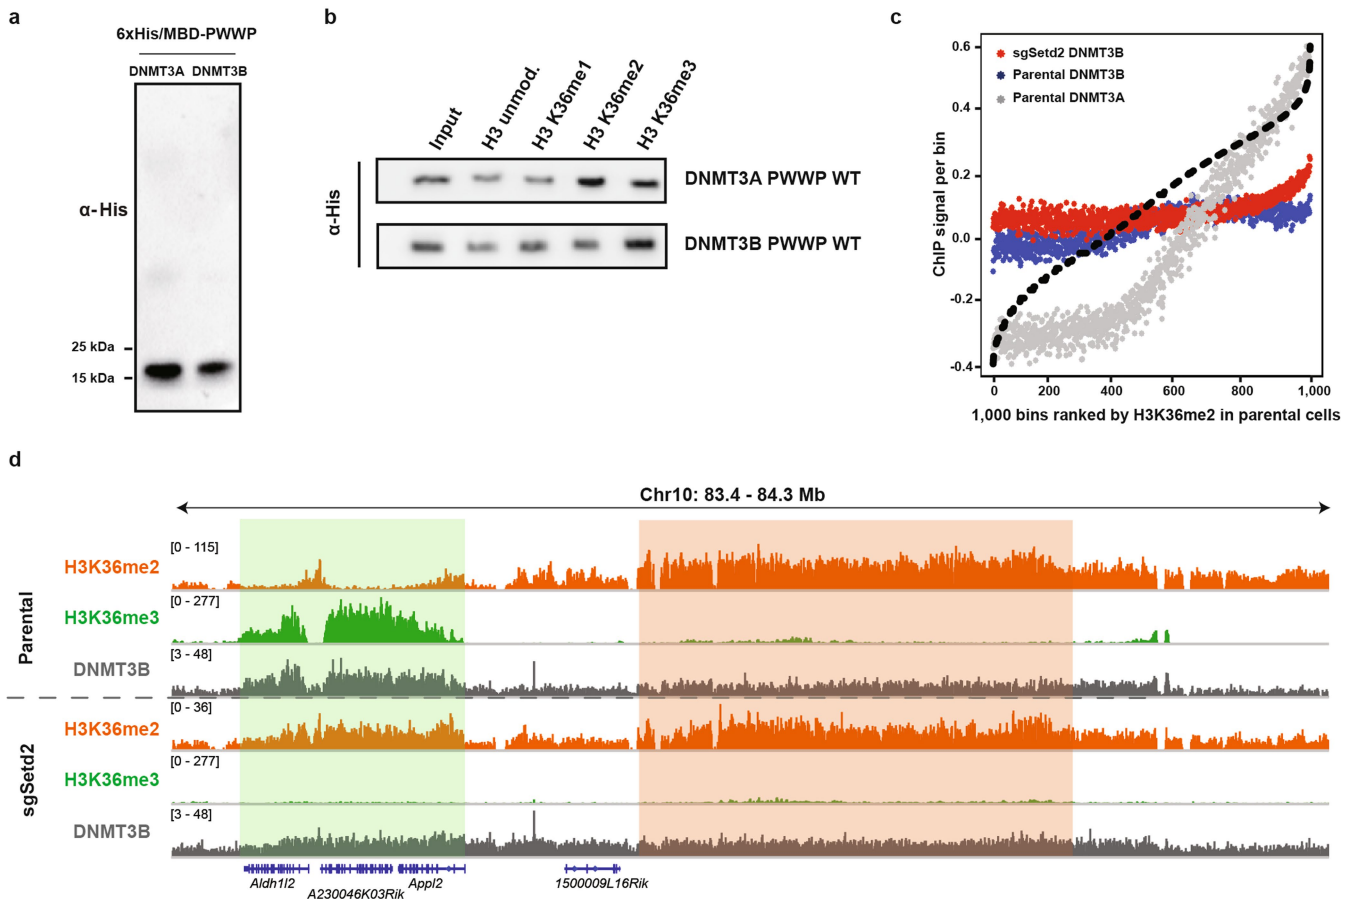 a
6xHis/MBD-PWWP
DNMT3A DNMT3B
α-His
25 kDa
15 kDa
b
Input
H3 unmod.
H3 K36me1
H3 K36me2
H3 K36me3
α-His
DNMT3A PWWP WT
DNMT3B PWWP WT
c
ChIP signal per bin
0.6
0.4
0.2
0.0
-0.2
-0.4
sgSetd2 DNMT3B
Parental DNMT3B
Parental DNMT3A
0 200 400 600 800 1,000
1,000 bins ranked by H3K36me2 in parental cells
d
Chr10: 83.4 - 84.3 Mb
Parental
H3K36me2
[0 - 115]
H3K36me3
[0 - 277]
DNMT3B
[3 - 48]
sgSetd2
H3K36me2
[0 - 36]
H3K36me3
[0 - 277]
DNMT3B
[3 - 48]
Aldh1l2
A230046K03Rik
Appl2
1500009L16Rik